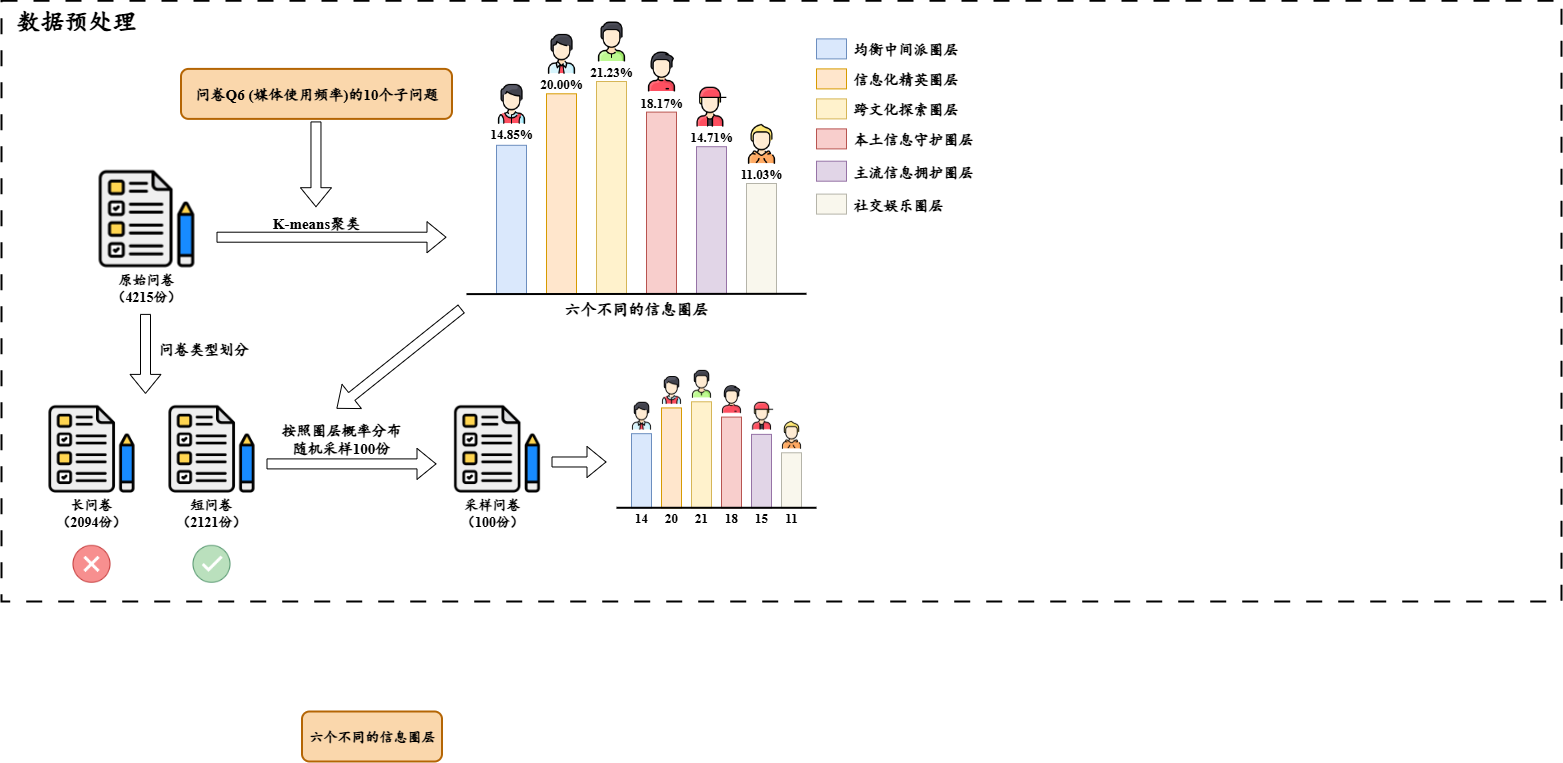 数据预处理
问卷Q6 (媒体使用频率)的10个子问题
K-means聚类
原始问卷
（4215份）
14.85%
20.00%
21.23%
18.17%
14.71%
11.03%
六个不同的信息圈层
均衡中间派圈层
信息化精英圈层
跨文化探索圈层
本土信息守护圈层
主流信息拥护圈层
社交娱乐圈层
问卷类型划分
长问卷
（2094份）
短问卷
（2121份）
按照圈层概率分布
随机采样100份
采样问卷
（100份）
14
20
21
18
15
11
六个不同的信息圈层